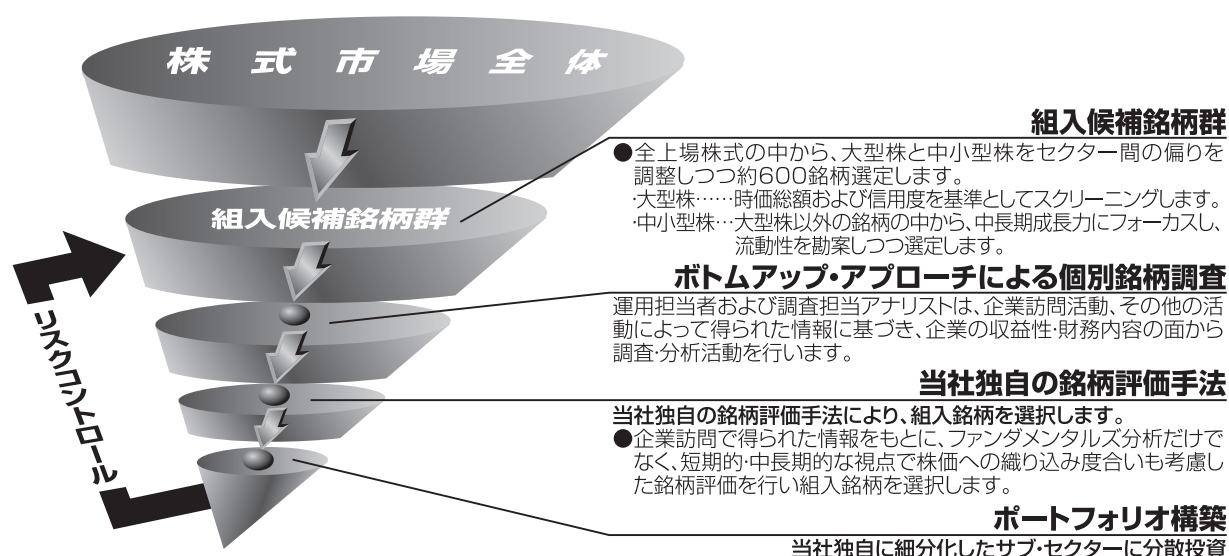 株式市場全体
組入候補銘柄群
リスクコントロール
組入候補銘柄群
●全上場株式の中から、大型株と中小型株をセクター間の偏りを
調整しつつ約600銘柄選定します。
･大型株……時価総額および信用度を基準としてスクリーニングします。
･中小型株…大型株以外の銘柄の中から、中長期成長力にフォーカスし、
流動性を勘案しつつ選定します。
ボトムアップ･アプローチによる個別銘柄調査
運用担当者および調査担当アナリストは、企業訪問活動、その他の活
動によって得られた情報に基づき、企業の収益性･財務内容の面から
調査･分析活動を行います。
当社独自の銘柄評価手法
当社独自の銘柄評価手法により、組入銘柄を選択します。
●企業訪問で得られた情報をもとに、ファンダメンタルズ分析だけで
なく、短期的･中長期的な視点で株価への織り込み度合いも考慮し
た銘柄評価を行い組入銘柄を選択します。
ポートフォリオ構築
当社独自に細分化したサブ･セクターに分散投資